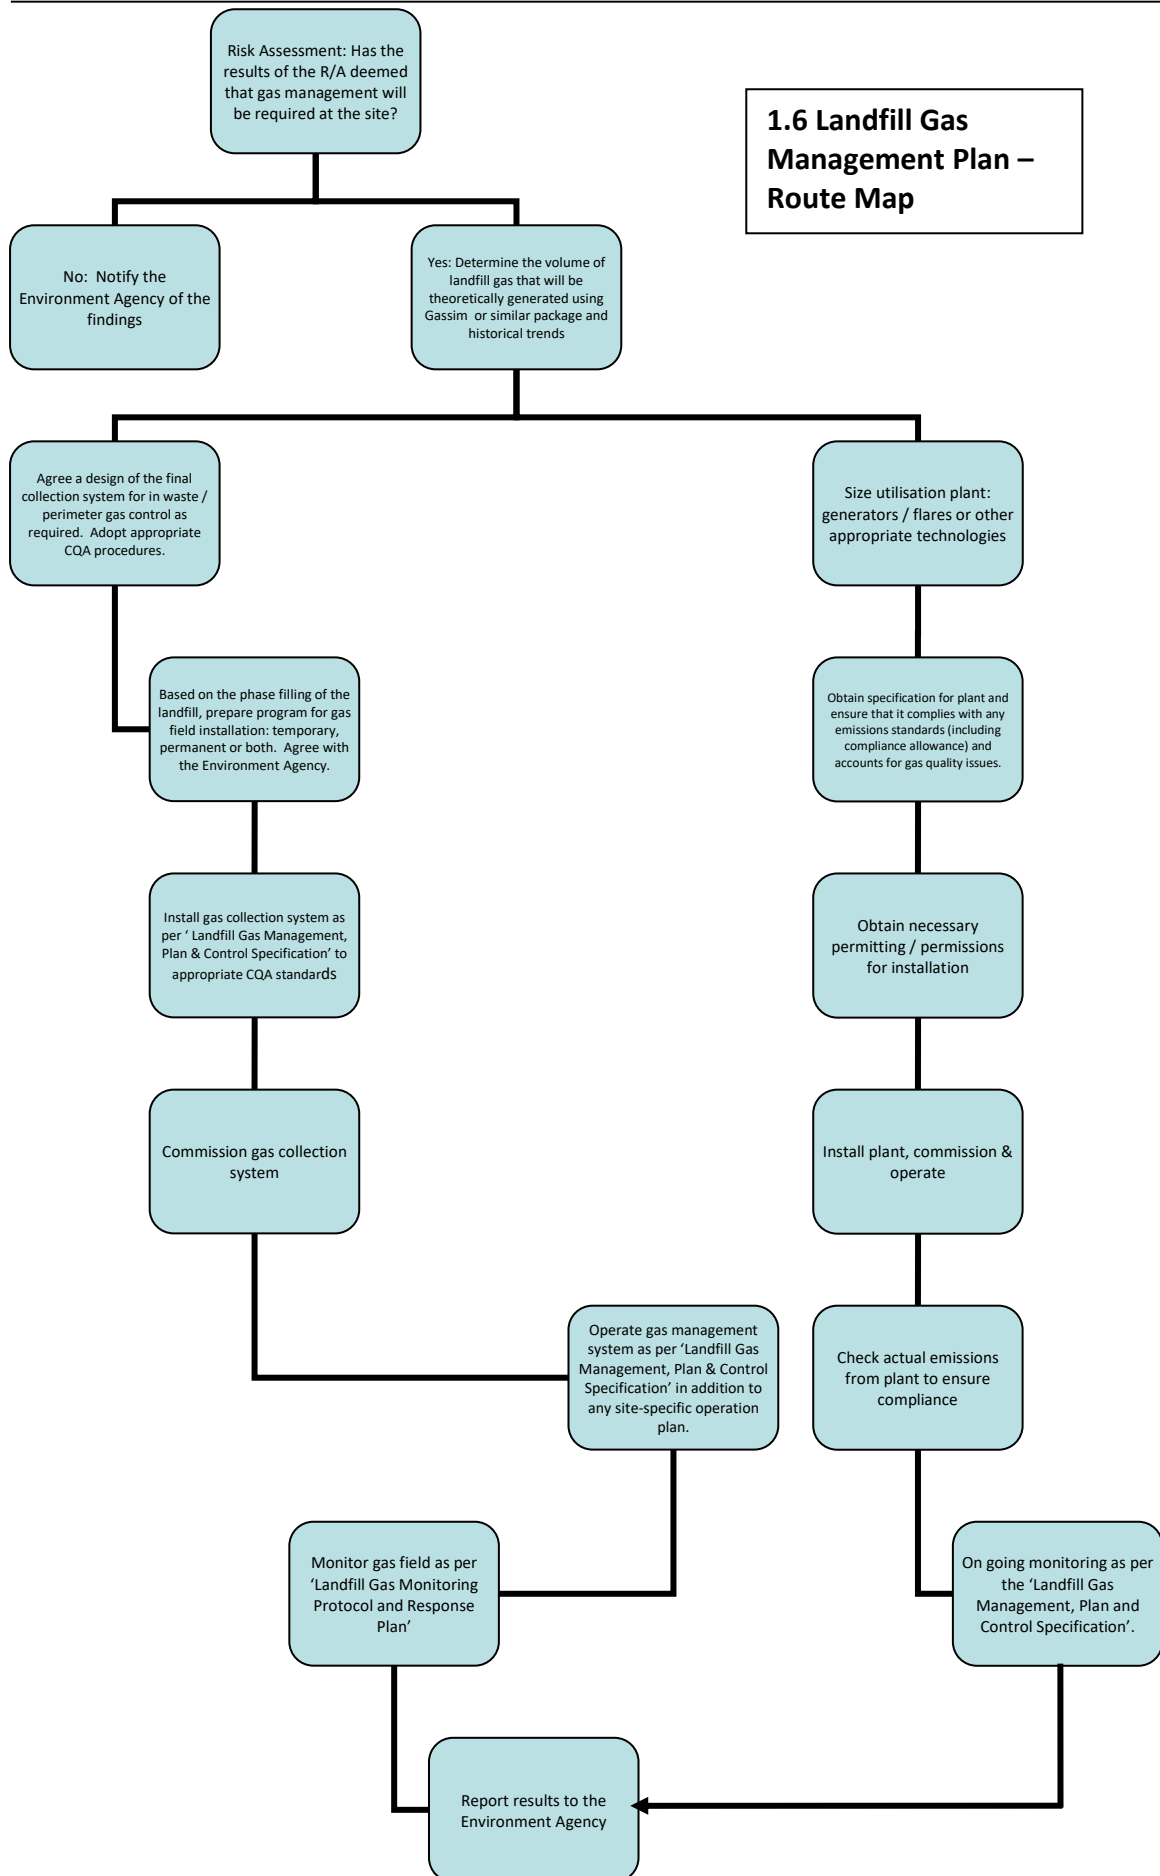 Risk Assessment: Has the
results of the R/A deemed
that gas management will
be required at the site?
1.6 Landfill Gas
Management Plan –
Route Map
No:  Notify the
Environment Agency of the
findings
Yes: Determine the volume of
landfill gas that will be
theoretically generated using
Gassim  or similar package and
historical trends
Agree a design of the final
collection system for in waste /
perimeter gas control as
required.  Adopt appropriate
CQA procedures.
Size utilisation plant:
generators / flares or other
appropriate technologies
Based on the phase filling of the
landfill, prepare program for gas
field installation: temporary,
permanent or both.  Agree with
the Environment Agency.
Obtain specification for plant and
ensure that it complies with any
emissions standards (including
compliance allowance) and
accounts for gas quality issues.
Install gas collection system as
per ‘ Landfill Gas Management,
Plan & Control Specification’ to
appropriate CQA standards
Obtain necessary
permitting / permissions
for installation
Commission gas collection
system
Install plant, commission &
operate
Operate gas management
system as per ‘Landfill Gas
Management, Plan & Control
Specification’ in addition to
any site-specific operation
plan.
Check actual emissions
from plant to ensure
compliance
Monitor gas field as per
‘Landfill Gas Monitoring
Protocol and Response
Plan’
On going monitoring as per
the ‘Landfill Gas
Management, Plan and
Control Specification’.
Report results to the
Environment Agency